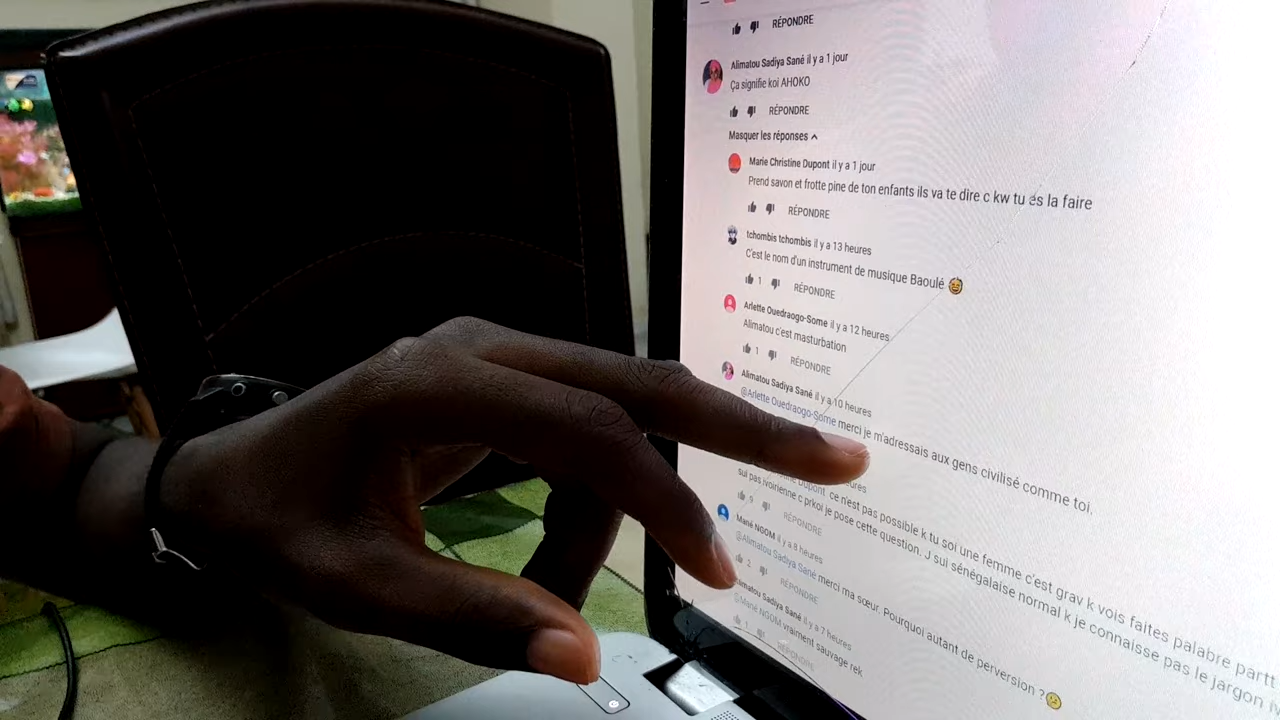 RÉPONDRE
Alimatou Sadiya Sané il y a 1 jour
Ça signifie koi AHOKO
RÉPONDRE
Masquer les réponses
Marie Christine Dupont il y a 1 jour
Prend savon et frotte pine de ton enfants ils va te dire c kw tu és la faire
RÉPONDRE
tchombis tchombis il y a 13 heures
C'est le nom d'un instrument de musique Baoulé 😄
1 RÉPONDRE
Arlette Ouedraogo-Some il y a 12 heures
Alimatou c'est masturbation
1 RÉPONDRE
Alimatou Sadiya Sané il y a 10 heures
@Arlette Ouedraogo-Some merci je m'adressais aux gens civilisé comme toi.
Dupont ce n'est pas possible k tu soi une femme c'est grav k vois faites palabre partt
sui pas ivoirienne c prkoi je pose cette question. J sui sénégalaise normal k je connaisse pas le jargon
9 RÉPONDRE
Mané NGOM il y a 8 heures
@Alimatou Sadiya Sané merci ma sœur. Pourquoi autant de perversion ?😢
2 RÉPONDRE
Alimatou Sadiya Sané il y a 7 heures
@Mané NGOM vraiment sauvage rek
1 RÉPONDRE